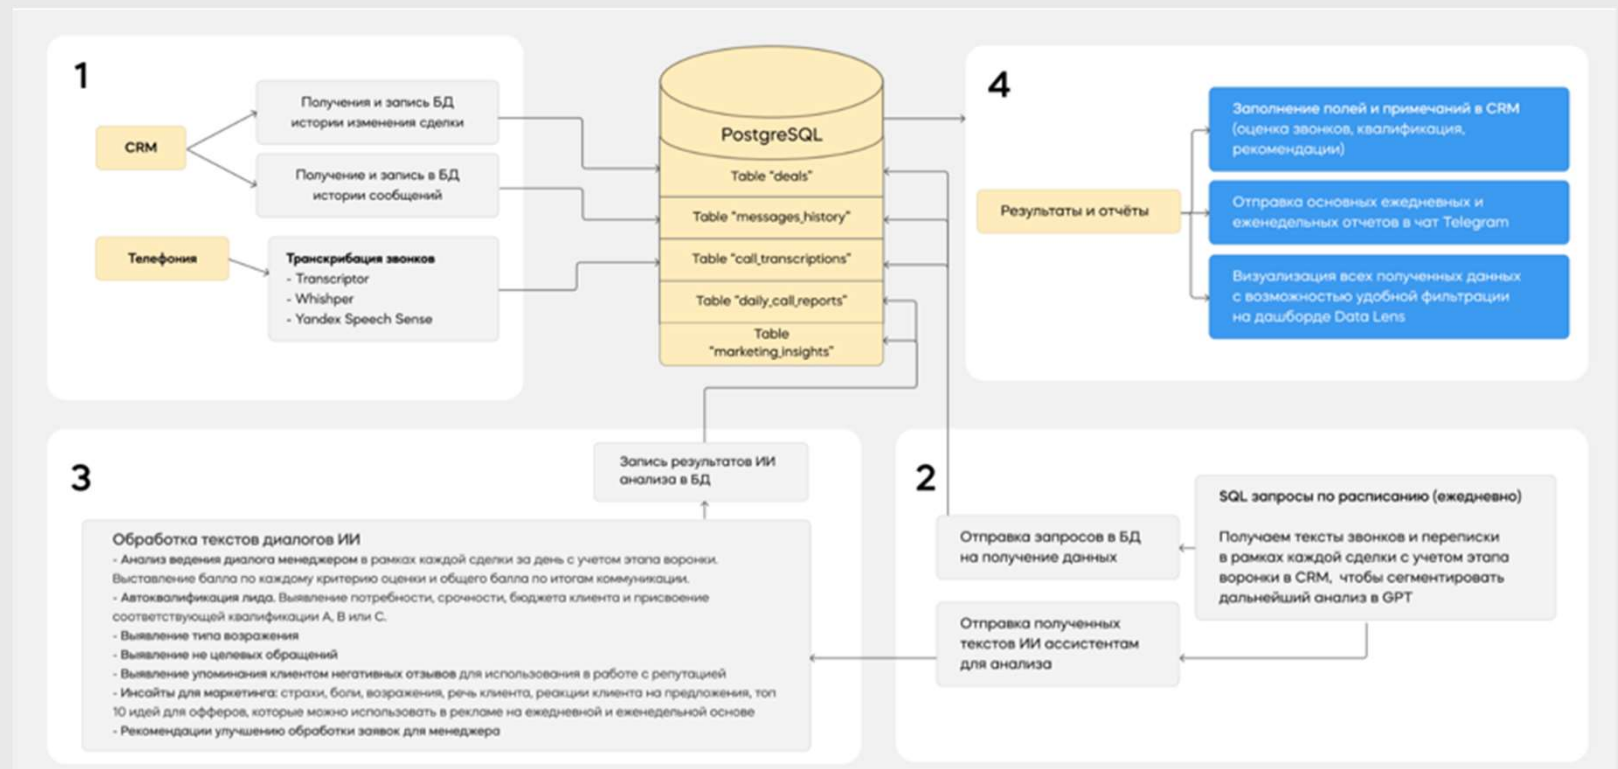 1
CRM
Получения и запись БД
истории изменения сделки
Получение и запись в БД
истории сообщений
Телефония
Транскрибация звонков
- Transcriptor
- Whishper
- Yandex Speech Sense
PostgreSQL
Table "deals"
Table "messages_history"
Table "call_transcriptions"
Table "daily_call_reports"
Table
"marketing_insights"
4
Результаты и отчёты
Заполнение полей и примечаний в CRM
(оценка звонков, квалификация,
рекомендации)
Отправка основных ежедневных и
еженедельных отчетов в чат Telegram
Визуализация всех полученных данных
с возможностью удобной фильтрации
на дашборде Data Lens
3
Запись результатов ИИ
анализа в БД
Обработка текстов диалогов ИИ
- Анализ ведения диалога менеджером в рамках каждой сделки за день с учетом этапа воронки.
Выставление балла по каждому критерию оценки и общего балла по итогам коммуникации.
- Автоквалификация лида. Выявление потребности, срочности, бюджета клиента и присвоение
соответствующей квалификации А, В или С.
- Выявление типа возражения
- Выявление не целевых обращений
- Выявление упоминания клиентом негативных отзывов для использования в работе с репутацией
- Инсайты для маркетинга: страхи, боли, возражения, речь клиента, реакции клиента на предложения, топ
10 идей для офферов, которые можно использовать в рекламе на ежедневной и еженедельной основе
- Рекомендации улучшению обработки заявок для менеджера
2
SQL запросы по расписанию (ежедневно)
Получаем тексты звонков и переписки
в рамках каждой сделки с учетом этапа
воронки в CRM, чтобы сегментировать
дальнейший анализ в GPT
Отправка запросов в БД
на получение данных
Отправка полученных
текстов ИИ ассистентам
для анализа